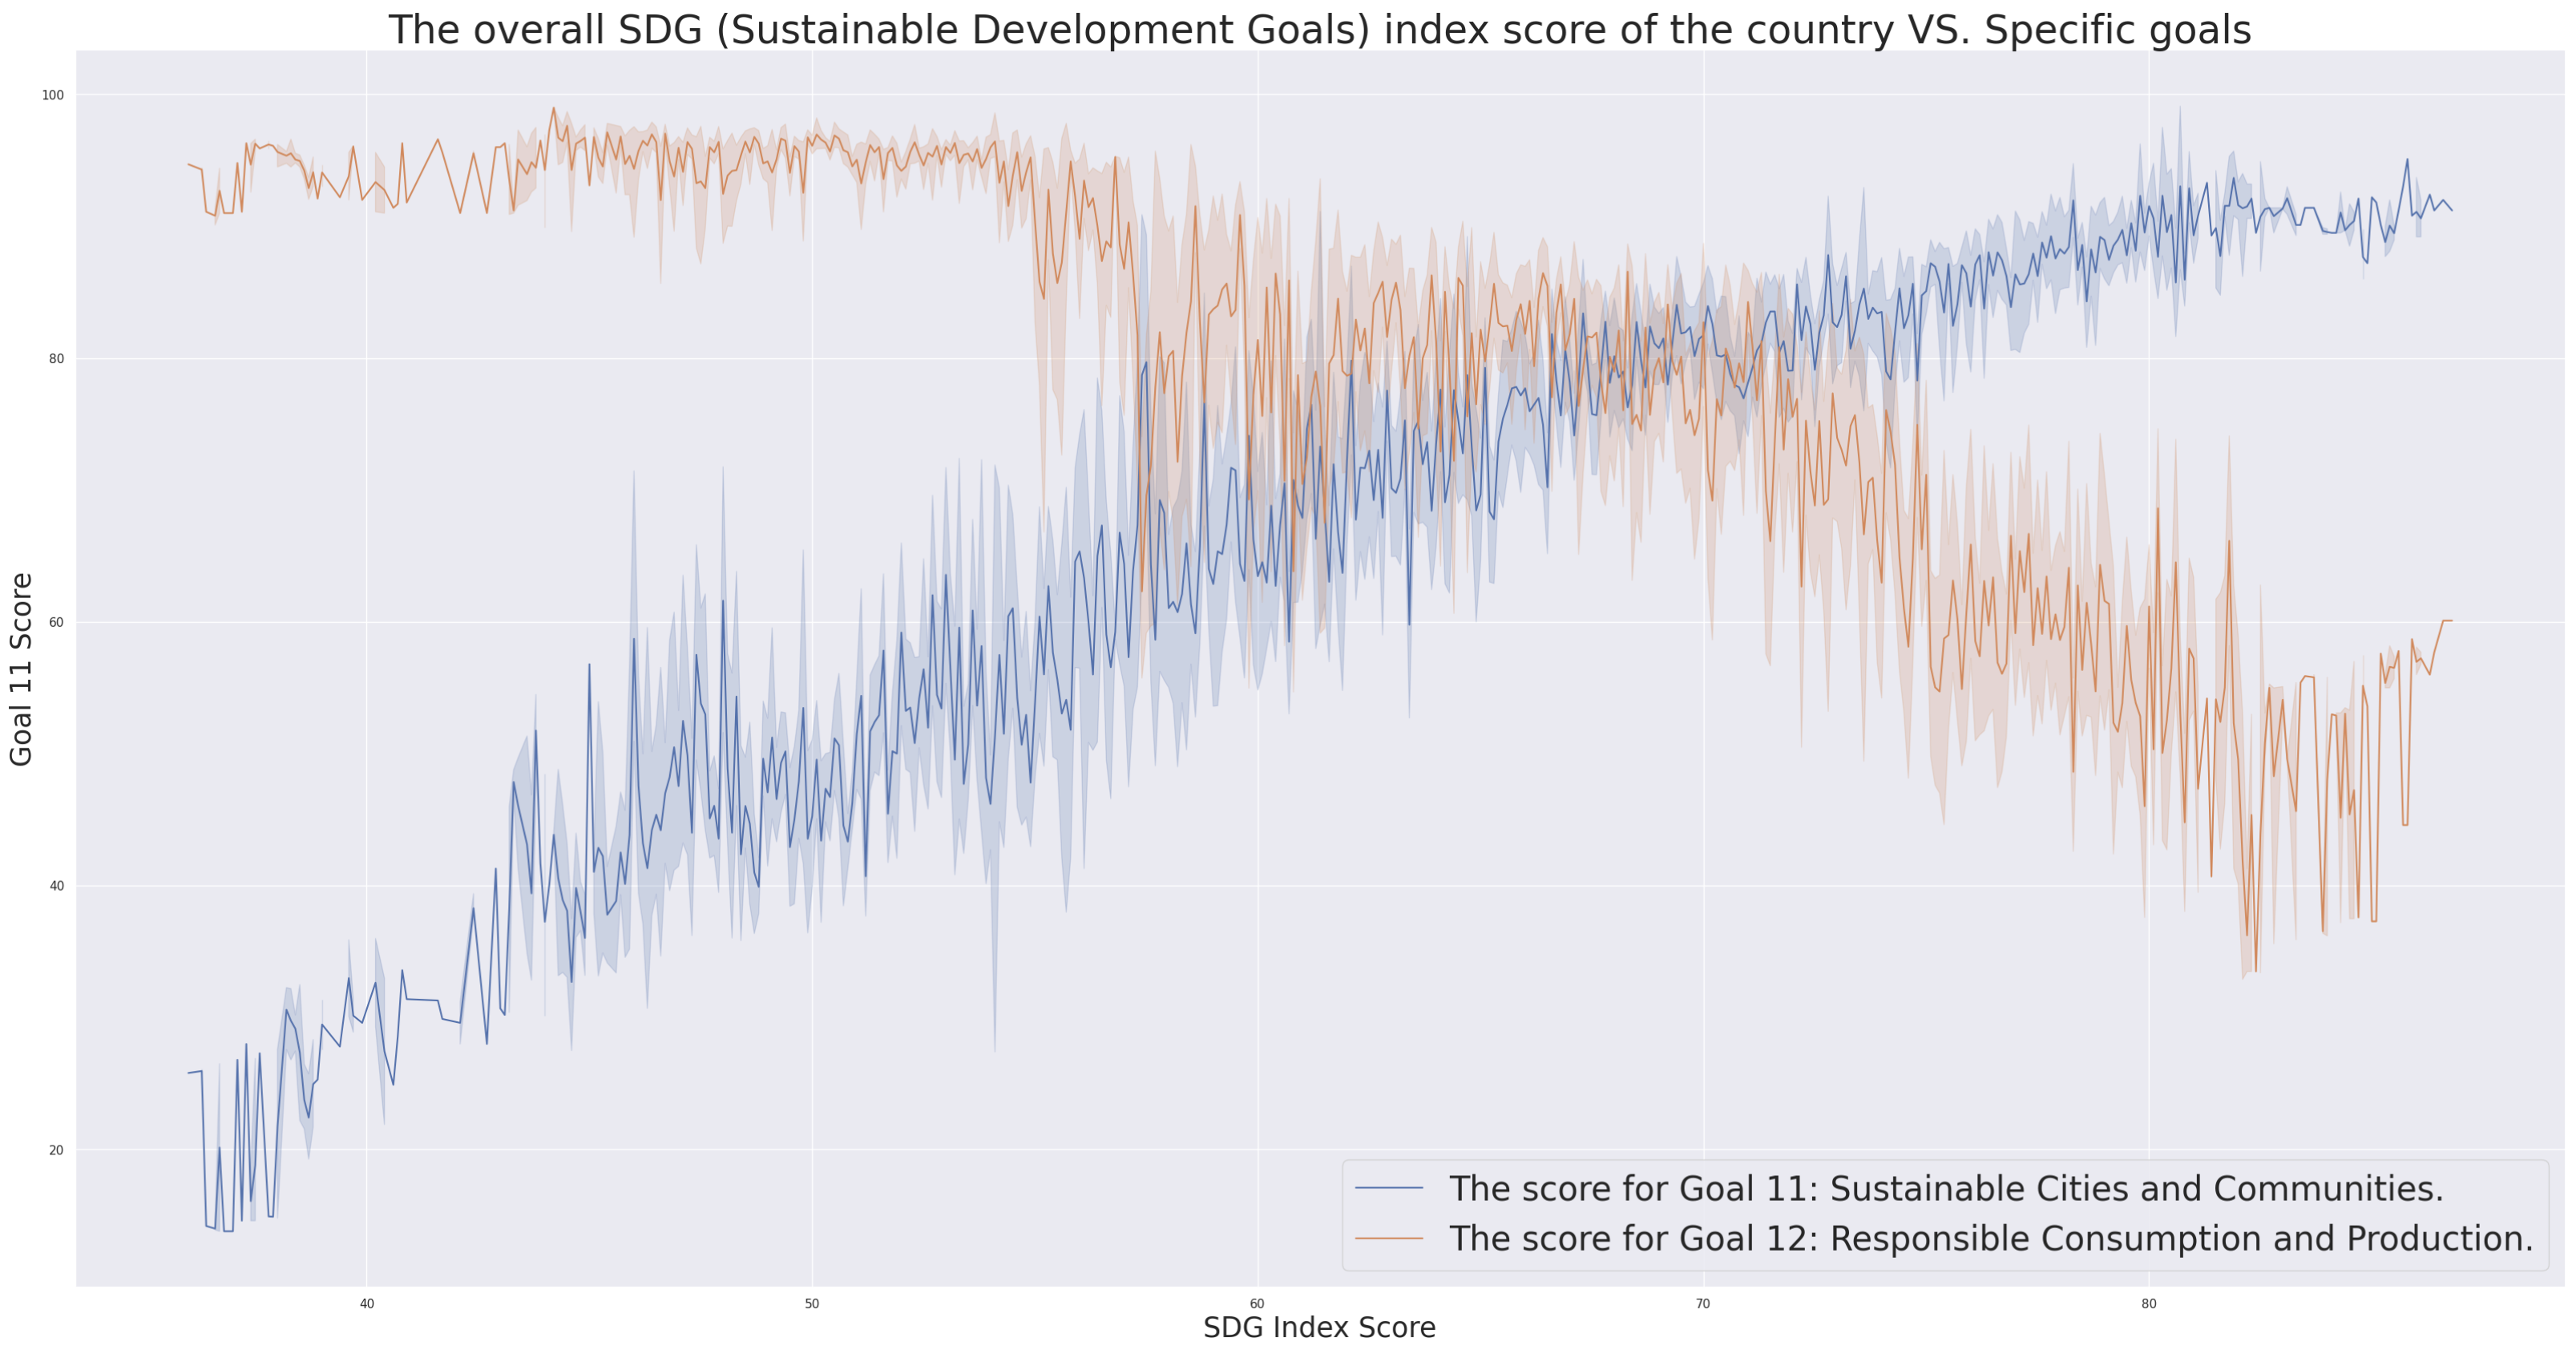 The overall SDG (Sustainable Development Goals) index score of the country VS. Specific goals
100
80
60
40
20
Goal 11 Score
The score for Goal 11: Sustainable Cities and Communities.
The score for Goal 12: Responsible Consumption and Production.
40 50 60 70 80
SDG Index Score